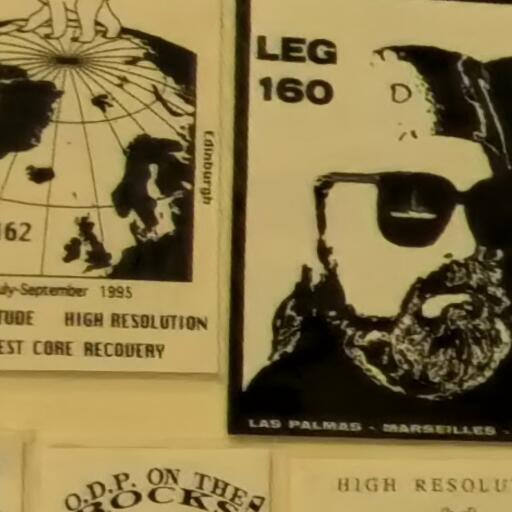 Edinburgh
162
July-September 1995
TUDE HIGH RESOLUTION
EST CORE RECOVERY
LEG
160
D
LAS PALMAS - MARSEILLES -
O.D.P. ON THE
ROCKS
HIGH RESOLU